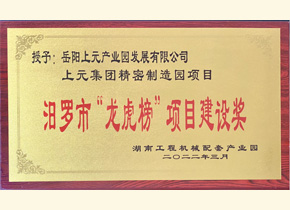 授予：岳阳上元产业园发展有限公司
上元集团精密制造园项目
汨罗市“龙虎榜”项目建设奖
湖南工程机械配套产业园
二〇二二年三月